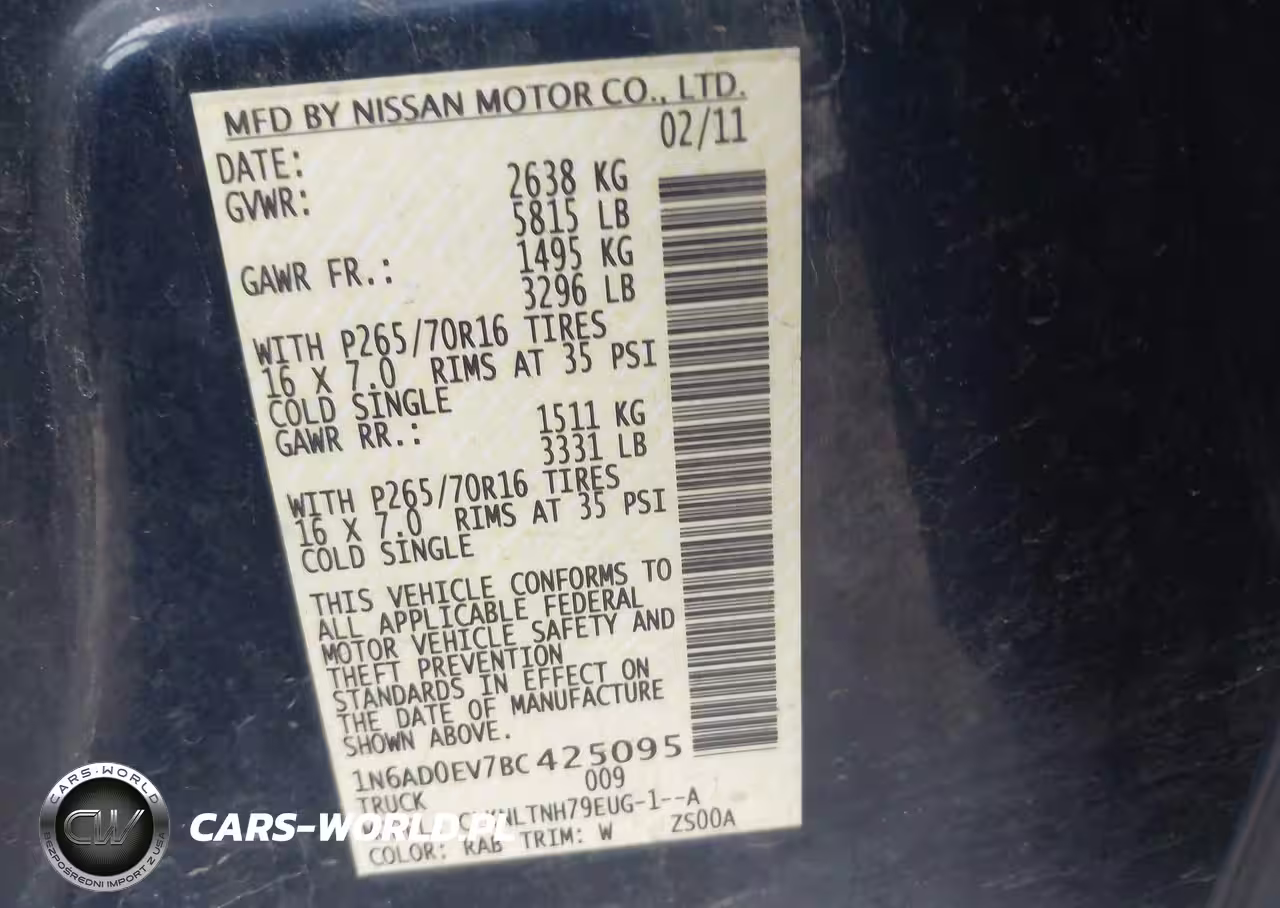 MFD BY NISSAN MOTOR CO., LTD.
DATE: 02/11
GVWR: 2638 KG
5815 LB
GAWR FR.: 1495 KG
3296 LB
WITH P265/70R16 TIRES
16 X 7.0 RIMS AT 35 PSI
COLD SINGLE
GAWR RR.: 1511 KG
3331 LB
WITH P265/70R16 TIRES
16 X 7.0 RIMS AT 35 PSI
COLD SINGLE
THIS VEHICLE CONFORMS TO
ALL APPLICABLE FEDERAL
MOTOR VEHICLE SAFETY AND
THEFT PREVENTION
STANDARDS IN EFFECT ON
THE DATE OF MANUFACTURE
SHOWN ABOVE.
1N6AD0EV7BC425095
TRUCK 009
COLOR: RAB TRIM: W ZS00A
CARS-WORLD
CW
BEZPOŚREDNI IMPORT Z USA
CARS-WORLD.PL